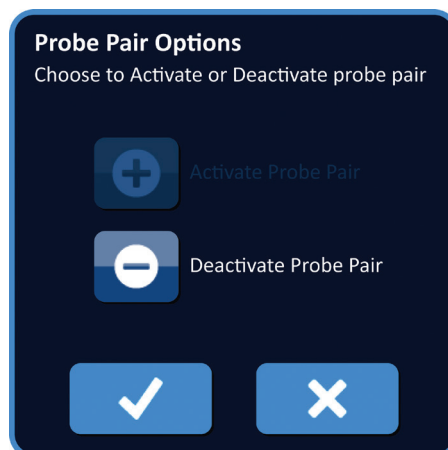 Probe Pair Options
Choose to Activate or Deactivate probe pair
Activate Probe Pair
Deactivate Probe Pair